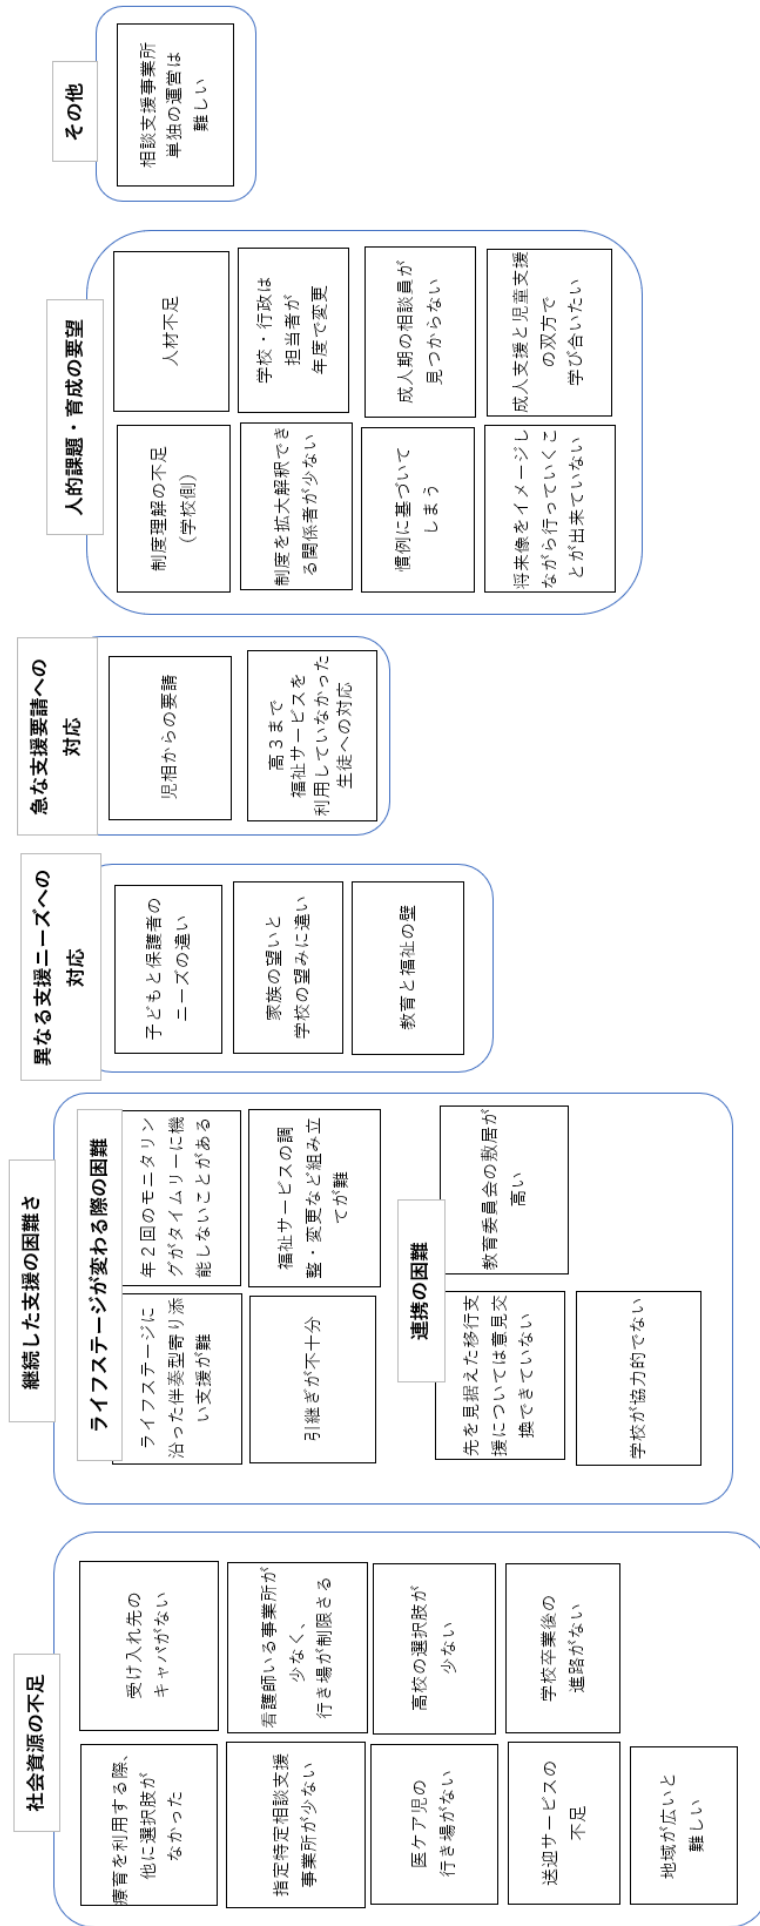 社会資源の不足
療育を利用する際、
他に選択肢が
なかった
受け入れ先の
キャパがない
指定特定相談支援
事業所が少ない
看護師いる事業所が
少なく、
行き場が制限さる
医ケア児の
行き場がない
高校の選択肢が
少ない
送迎サービスの
不足
学校卒業後の
進路がない
地域が広いと
難しい
継続した支援の困難さ
ライフステージが変わる際の困難
ライフステージに
沿った伴奏型寄り添
い支援が難
年２回のモニタリン
グがタイムリーに機
能しないことがある
引継ぎが不十分
福祉サービスの調
整・変更など組み立
てが難
連携の困難
先を見据えた移行支
援については意見交
換できていない
教育委員会の敷居が
高い
学校が協力的でない
異なる支援ニーズへの
対応
子どもと保護者の
ニーズの違い
家族の望いと
学校の望みに違い
教育と福祉の壁
急な支援要請への
対応
児相からの要請
高３まで
福祉サービスを
利用していなかった
生徒への対応
人的課題・育成の要望
制度理解の不足
（学校側）
人材不足
制度を拡大解釈でき
る関係者が少ない
学校・行政は
担当者が
年度で変更
慣例に基づいて
しまう
成人期の相談員が
見つからない
将来像をイメージし
ながら行っていくこ
とが出来ていない
成人支援と児童支援
の双方で
学び合いたい
その他
相談支援事業所
単独の運営は
難しい